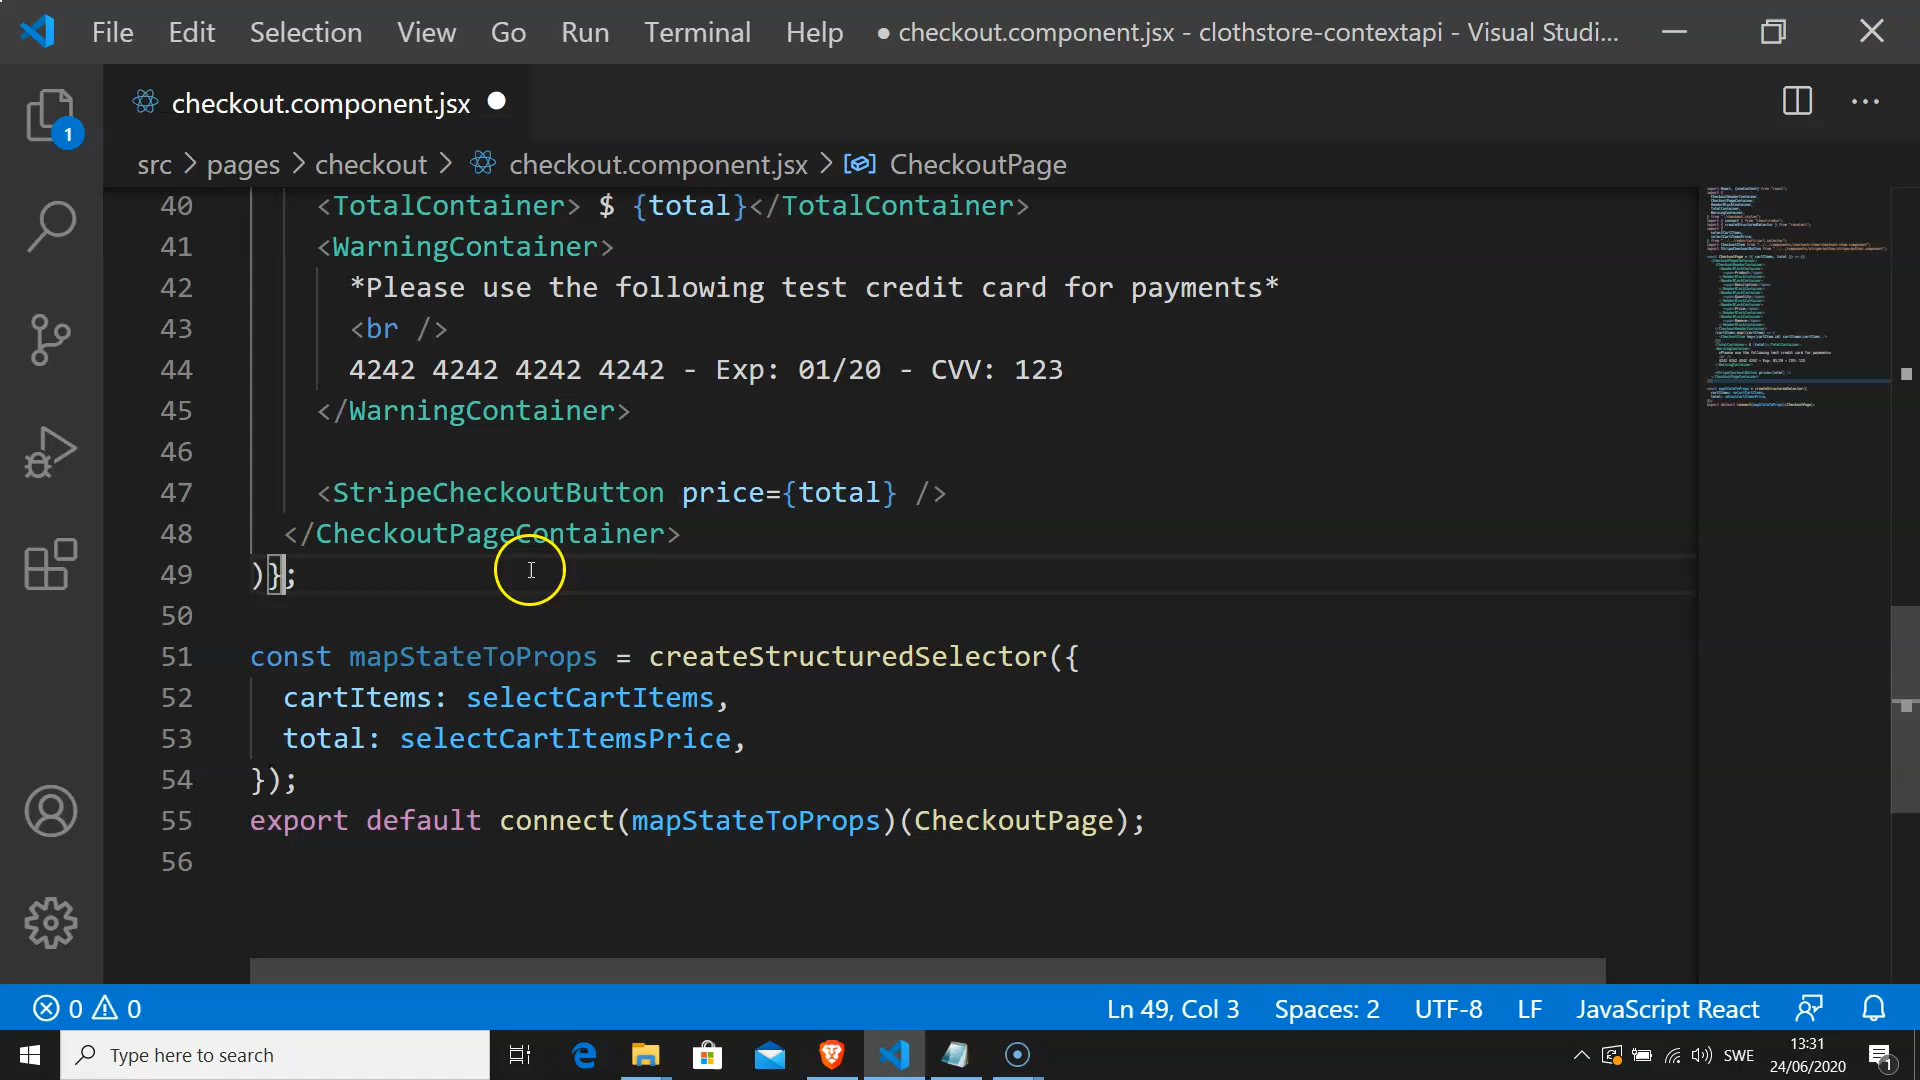 File Edit Selection View Go Run Terminal Help ● checkout.component.jsx - clothstore-contextapi - Visual Studi...
checkout.component.jsx ●
1
src > pages > checkout > checkout.component.jsx > CheckoutPage
40 <TotalContainer> $ {total}</TotalContainer>
41 <WarningContainer>
42 *Please use the following test credit card for payments*
43 <br />
44 4242 4242 4242 4242 - Exp: 01/20 - CVV: 123
45 </WarningContainer>
46
47 <StripeCheckoutButton price={total} />
48 </CheckoutPageContainer>
49 )};
50
51 const mapStateToProps = createStructuredSelector({
52 cartItems: selectCartItems,
53 total: selectCartItemsPrice,
54 });
55 export default connect(mapStateToProps)(CheckoutPage);
56
0 0 Ln 49, Col 3 Spaces: 2 UTF-8 LF JavaScript React
Type here to search SWE 13:31
24/06/2020 1